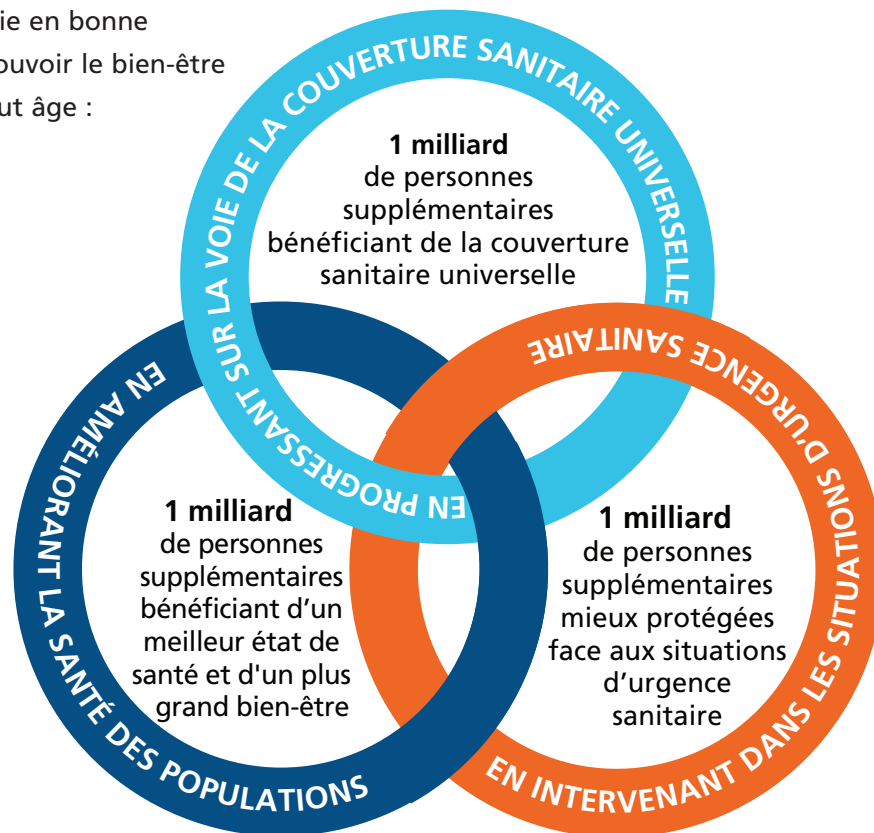 ie en bonne
ouvoir le bien-être
ut âge :
EN PROGRESSANT SUR LA VOIE DE LA COUVERTURE SANITAIRE UNIVERSELLE
1 milliard
de personnes
supplémentaires
bénéficiant de la couverture
sanitaire universelle
EN AMÉLIORANT LA SANTÉ DES POPULATIONS
1 milliard
de personnes
supplémentaires
bénéficiant d’un
meilleur état de
santé et d'un plus
grand bien-être
EN INTERVENANT DANS LES SITUATIONS D'URGENCE SANITAIRE
1 milliard
de personnes
supplémentaires
mieux protégées
face aux situations
d’urgence
sanitaire